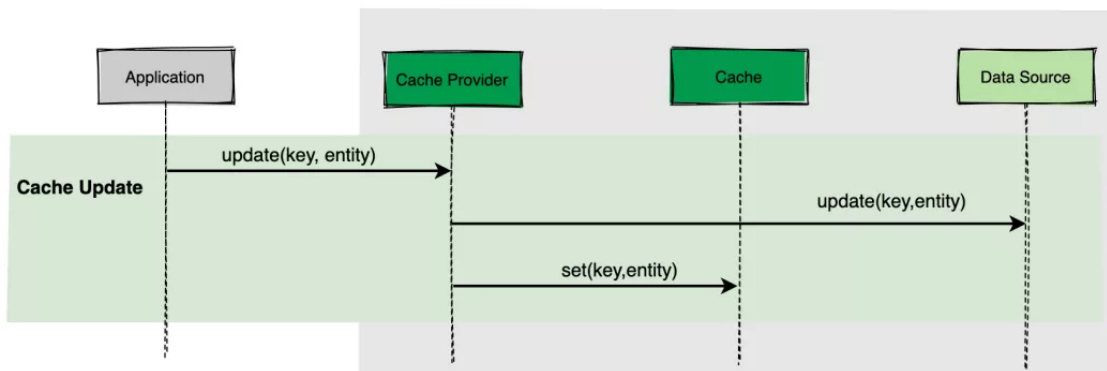 Application
Cache Provider
Cache
Data Source
update(key, entity)
Cache Update
update(key,entity)
set(key,entity)